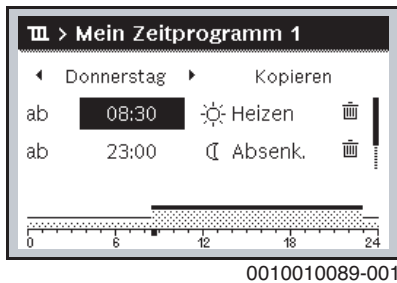 > Mein Zeitprogramm 1
Donnerstag Kopieren
ab 08:30 Heizen
ab 23:00 Absenk.
0 6 12 18 24
0010010089-001